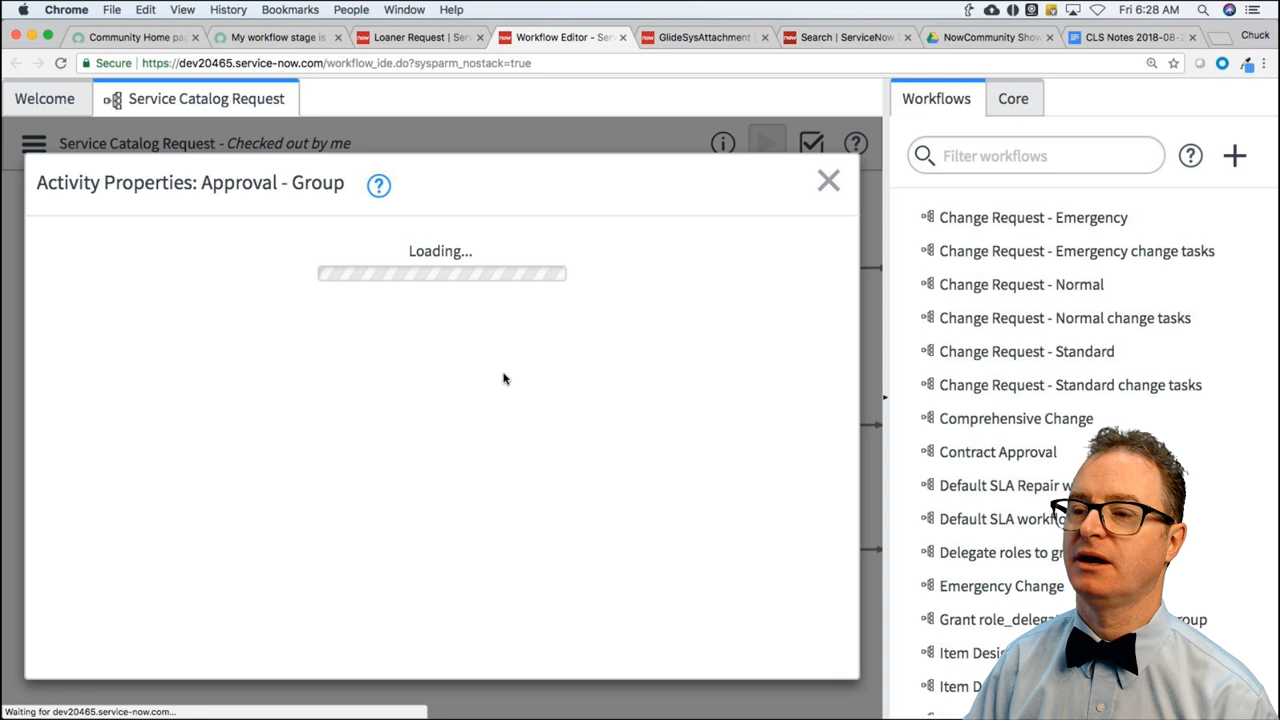 Chrome File Edit View History Bookmarks People Window Help Fri 6:28 AM
Community Home pa
My workflow stage is
Loaner Request | Serv
Workflow Editor - Ser
GlideSysAttachment
Search | ServiceNow
NowCommunity Show
CLS Notes 2018-08-2
Chuck
Secure https://dev20465.service-now.com/workflow_ide.do?sysparm_nostack=true
Welcome
Service Catalog Request
Workflows
Core
Service Catalog Request - Checked out by me
Filter workflows
Activity Properties: Approval - Group
Loading...
Change Request - Emergency
Change Request - Emergency change tasks
Change Request - Normal
Change Request - Normal change tasks
Change Request - Standard
Change Request - Standard change tasks
Comprehensive Change
Contract Approval
Default SLA Repair w
Default SLA workfl
Delegate roles to gr
Emergency Change
Grant role_delega roup
Item Desi
Item D
Workflo
Waiting for dev20465.service-now.com...